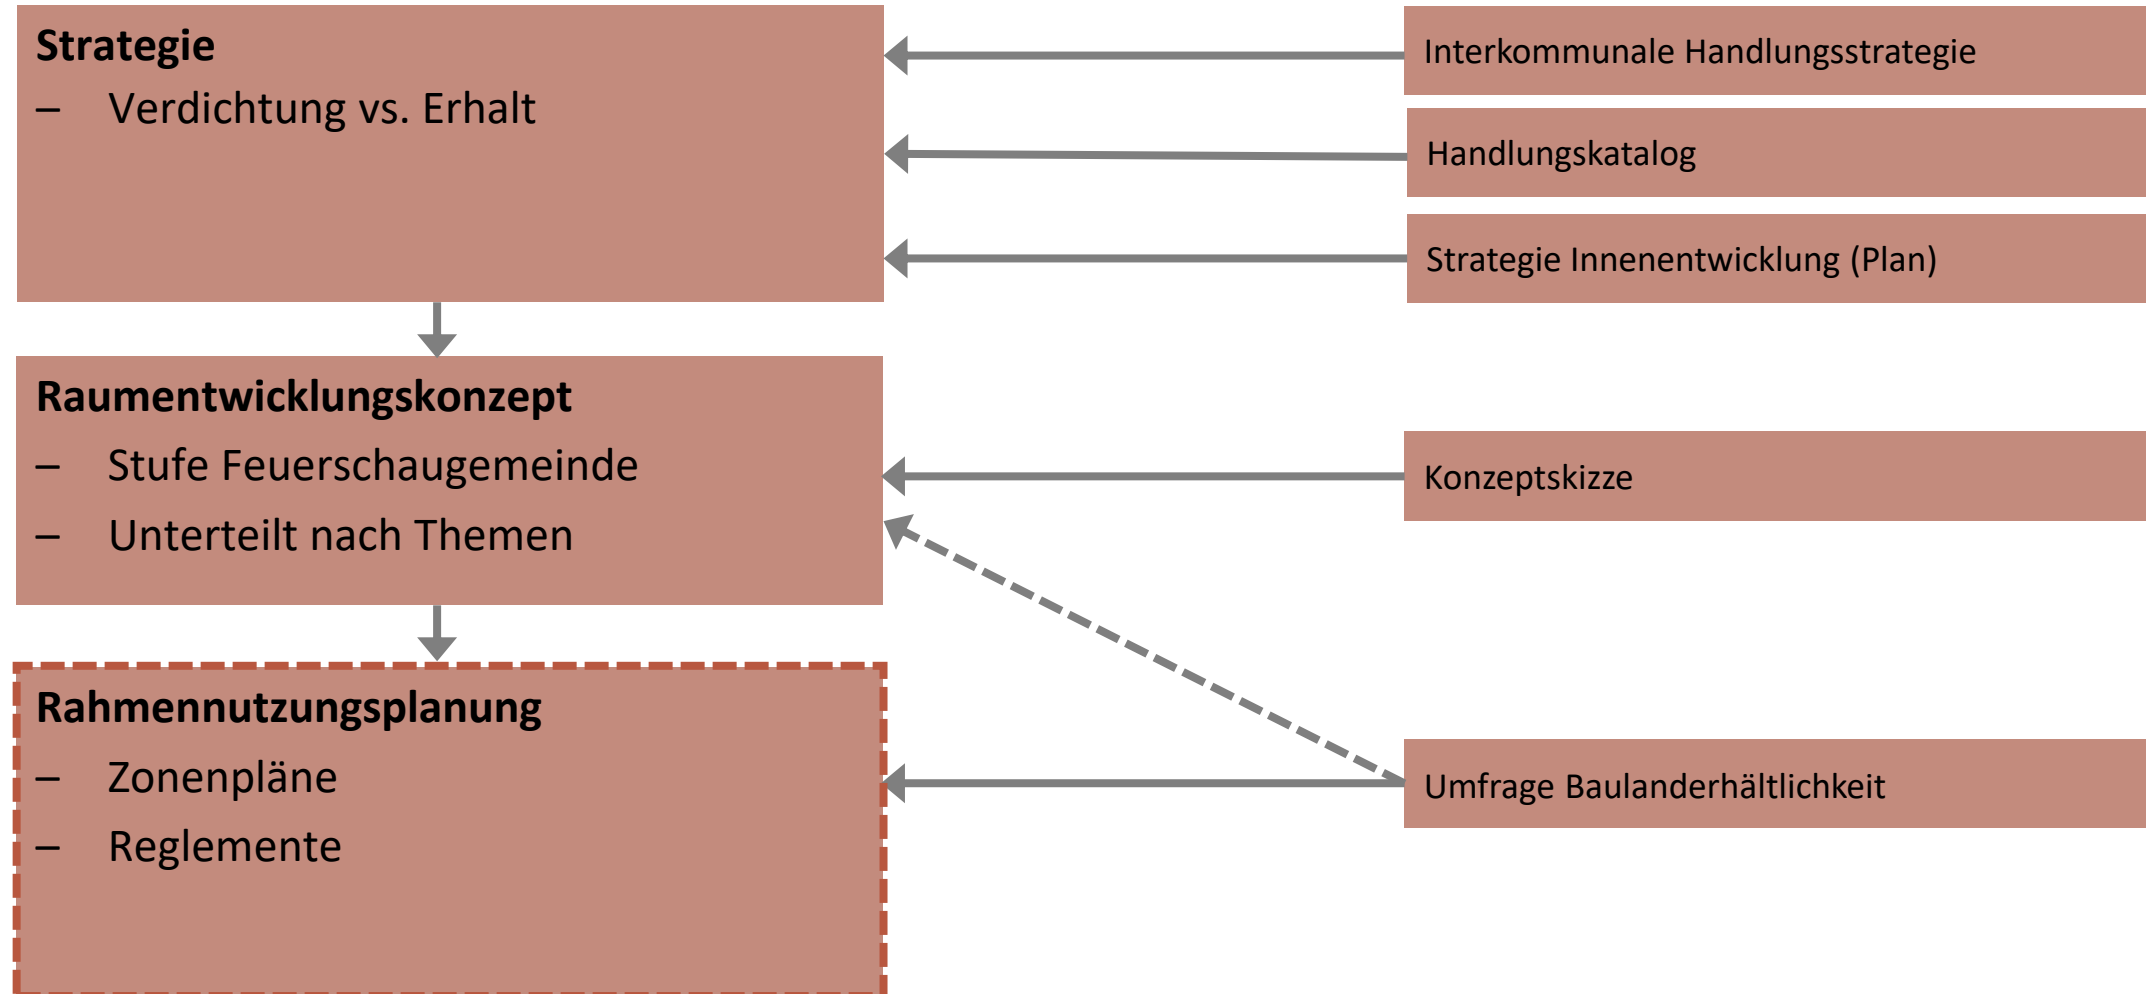 Strategie
– Verdichtung vs. Erhalt
Interkommunale Handlungsstrategie
Handlungskatalog
Strategie Innenentwicklung (Plan)
Raumentwicklungskonzept
– Stufe Feuerschaugemeinde
– Unterteilt nach Themen
Konzeptskizze
Rahmennutzungsplanung
– Zonenpläne
– Reglemente
Umfrage Baulanderhältlichkeit